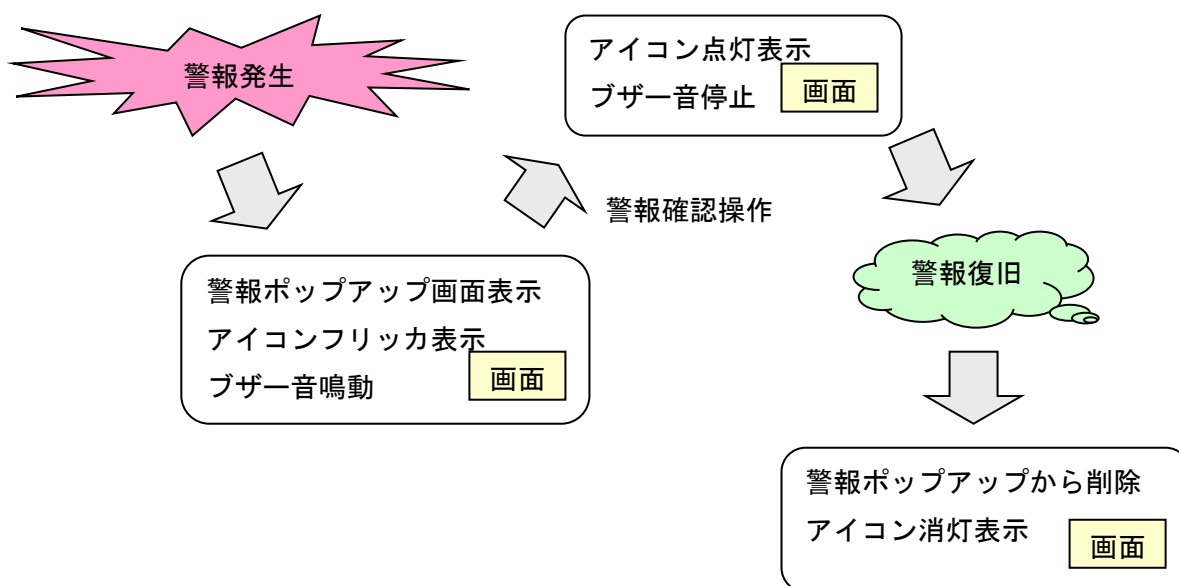 警報発生
警報ポップアップ画面表示
アイコンフリッカ表示
ブザー音鳴動
画面
警報確認操作
アイコン点灯表示
ブザー音停止
画面
警報復旧
警報ポップアップから削除
アイコン消灯表示
画面